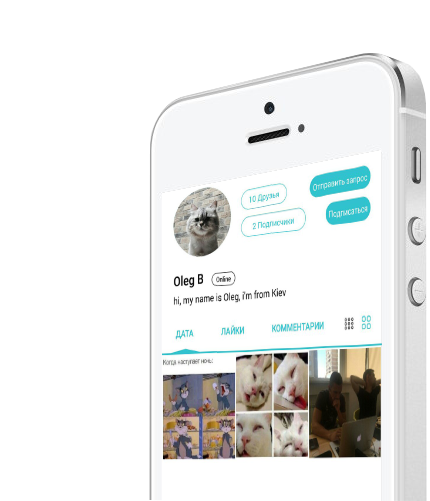 10 Друзья
Отправить запрос
2 Подписчики
Подписаться
Oleg B
Online
hi, my name is Oleg, i'm from Kiev
ДАТА ЛАЙКИ КОММЕНТАРИИ
Когда наступает ночь: